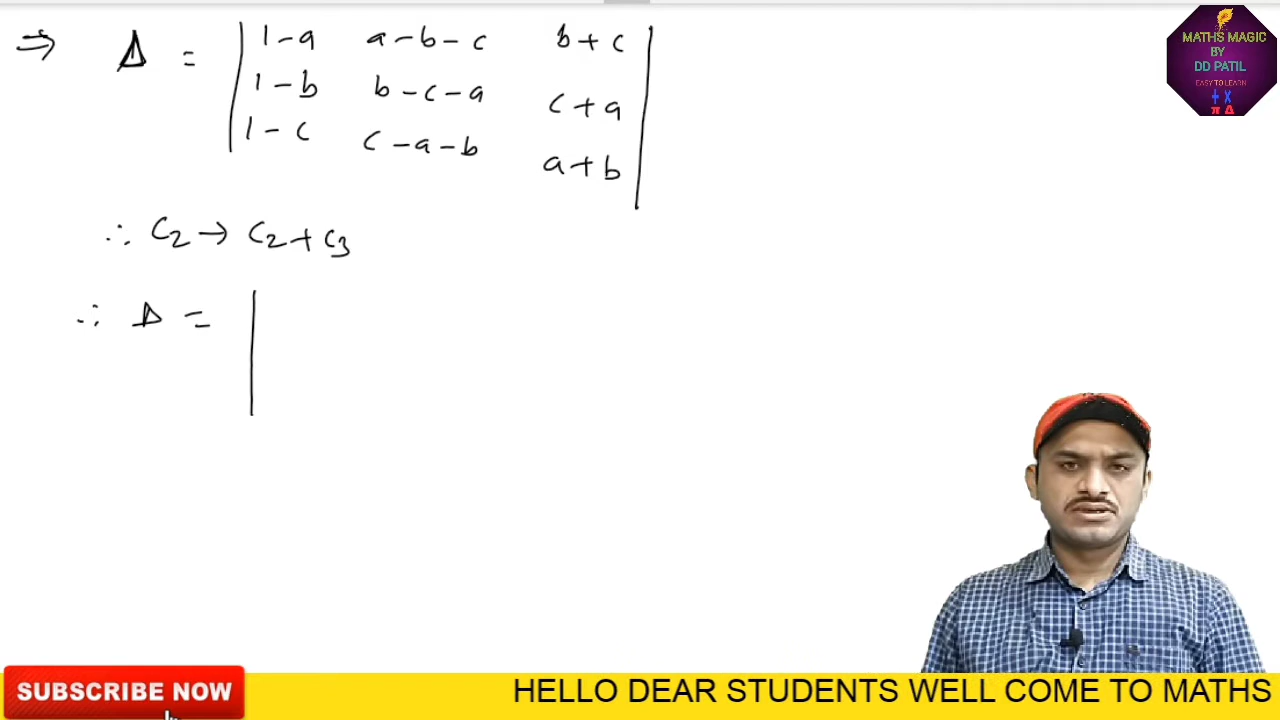 ⇒ Δ = | 1-a a-b-c b+c |
| 1-b b-c-a c+a |
| 1-c c-a-b a+b |
∴ C2 → C2+C3
∴ Δ = |
MATHS MAGIC
BY
DD PATIL
EASY TO LEARN
+ X
π Δ
SUBSCRIBE NOW
HELLO DEAR STUDENTS WELL COME TO MATHS